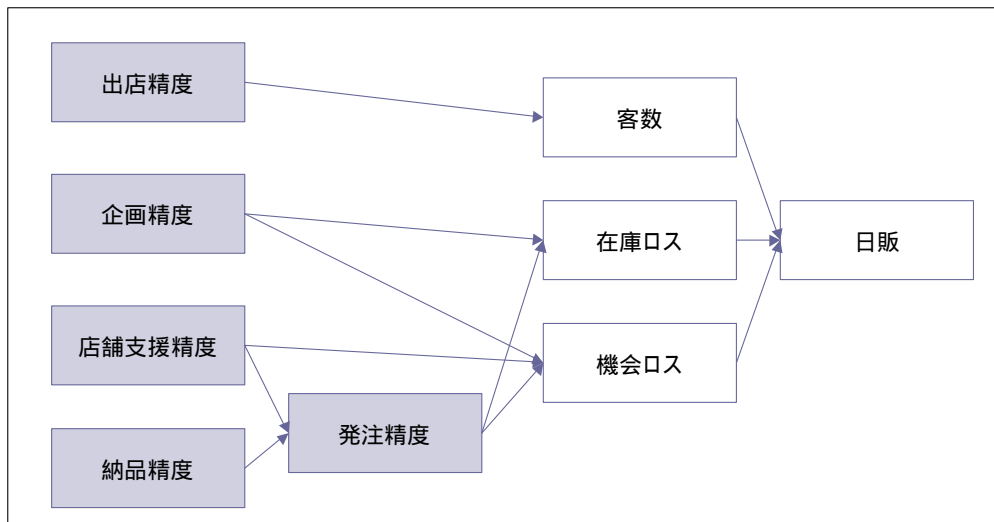 出店精度
客数
企画精度
在庫ロス
日販
店舗支援精度
機会ロス
発注精度
納品精度